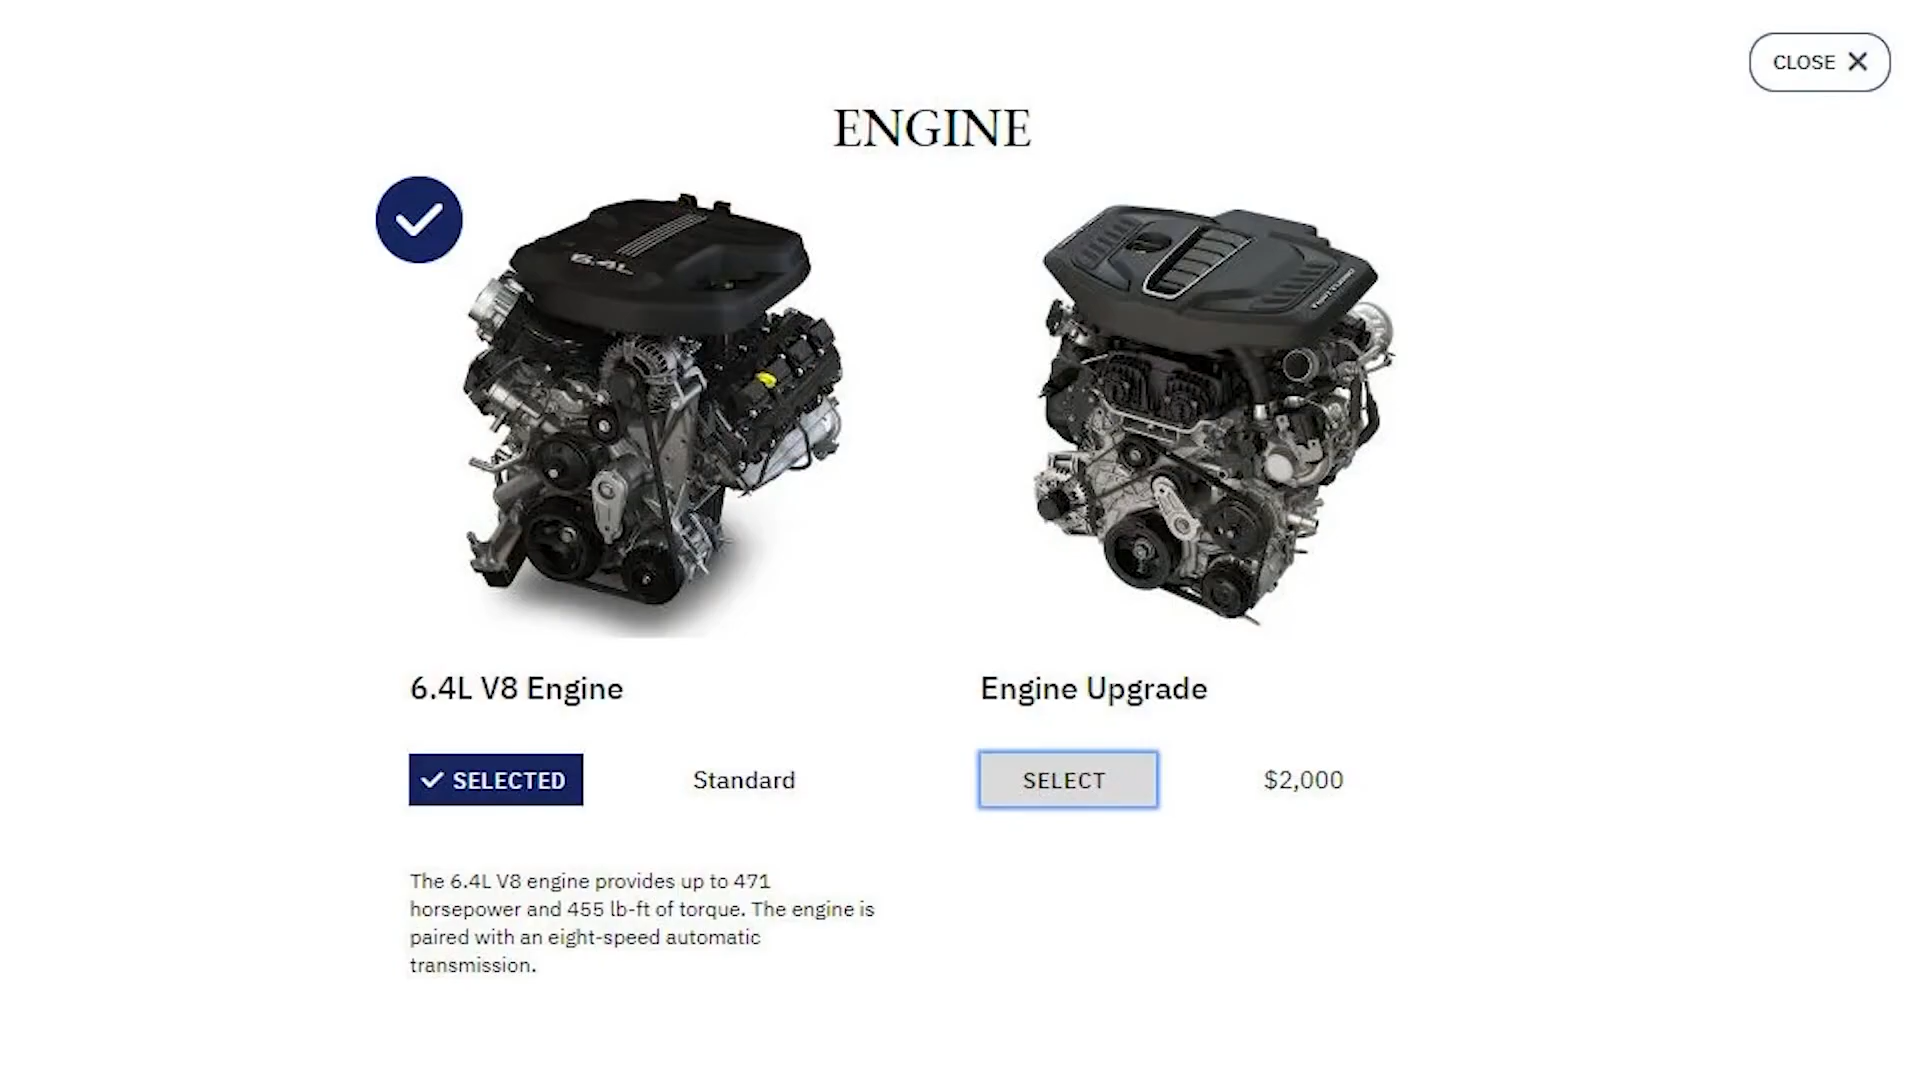 CLOSE
ENGINE
6.4L
6.4L V8 Engine
Engine Upgrade
SELECTED
Standard
SELECT
$2,000
The 6.4L V8 engine provides up to 471
horsepower and 455 lb-ft of torque. The engine is
paired with an eight-speed automatic
transmission.